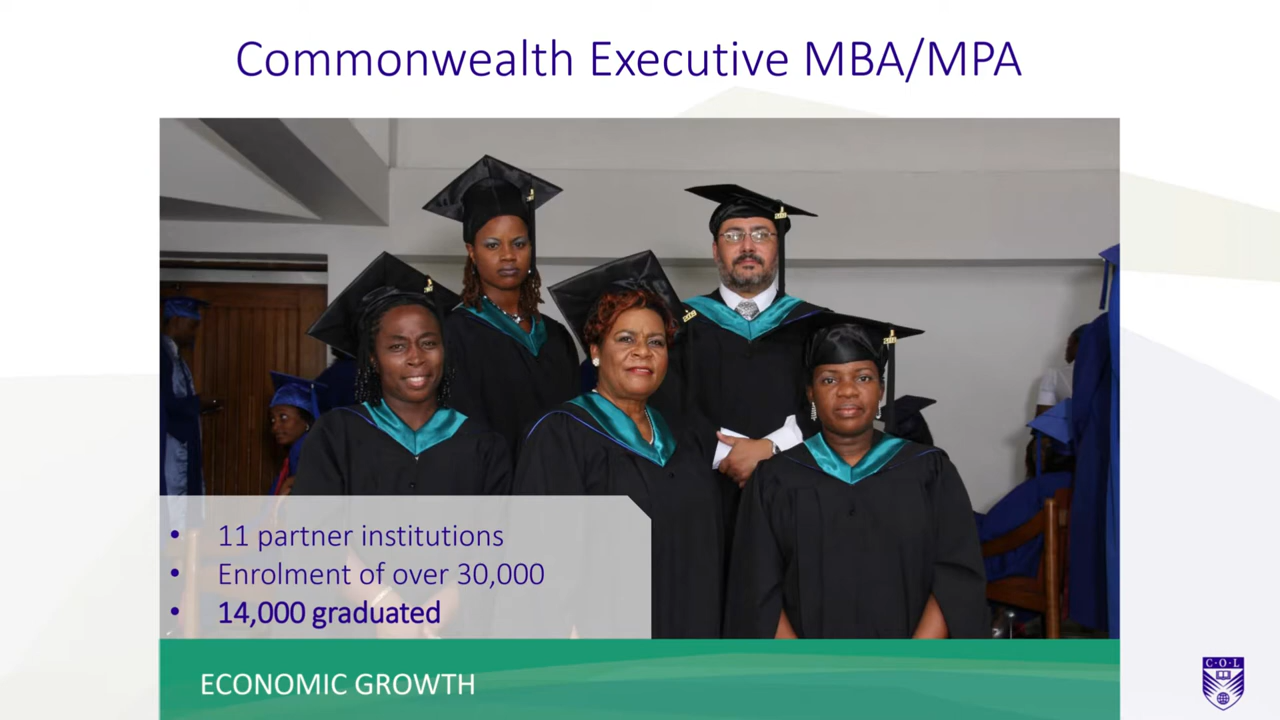 Commonwealth Executive MBA/MPA
• 11 partner institutions
• Enrolment of over 30,000
• 14,000 graduated
ECONOMIC GROWTH
C·O·L